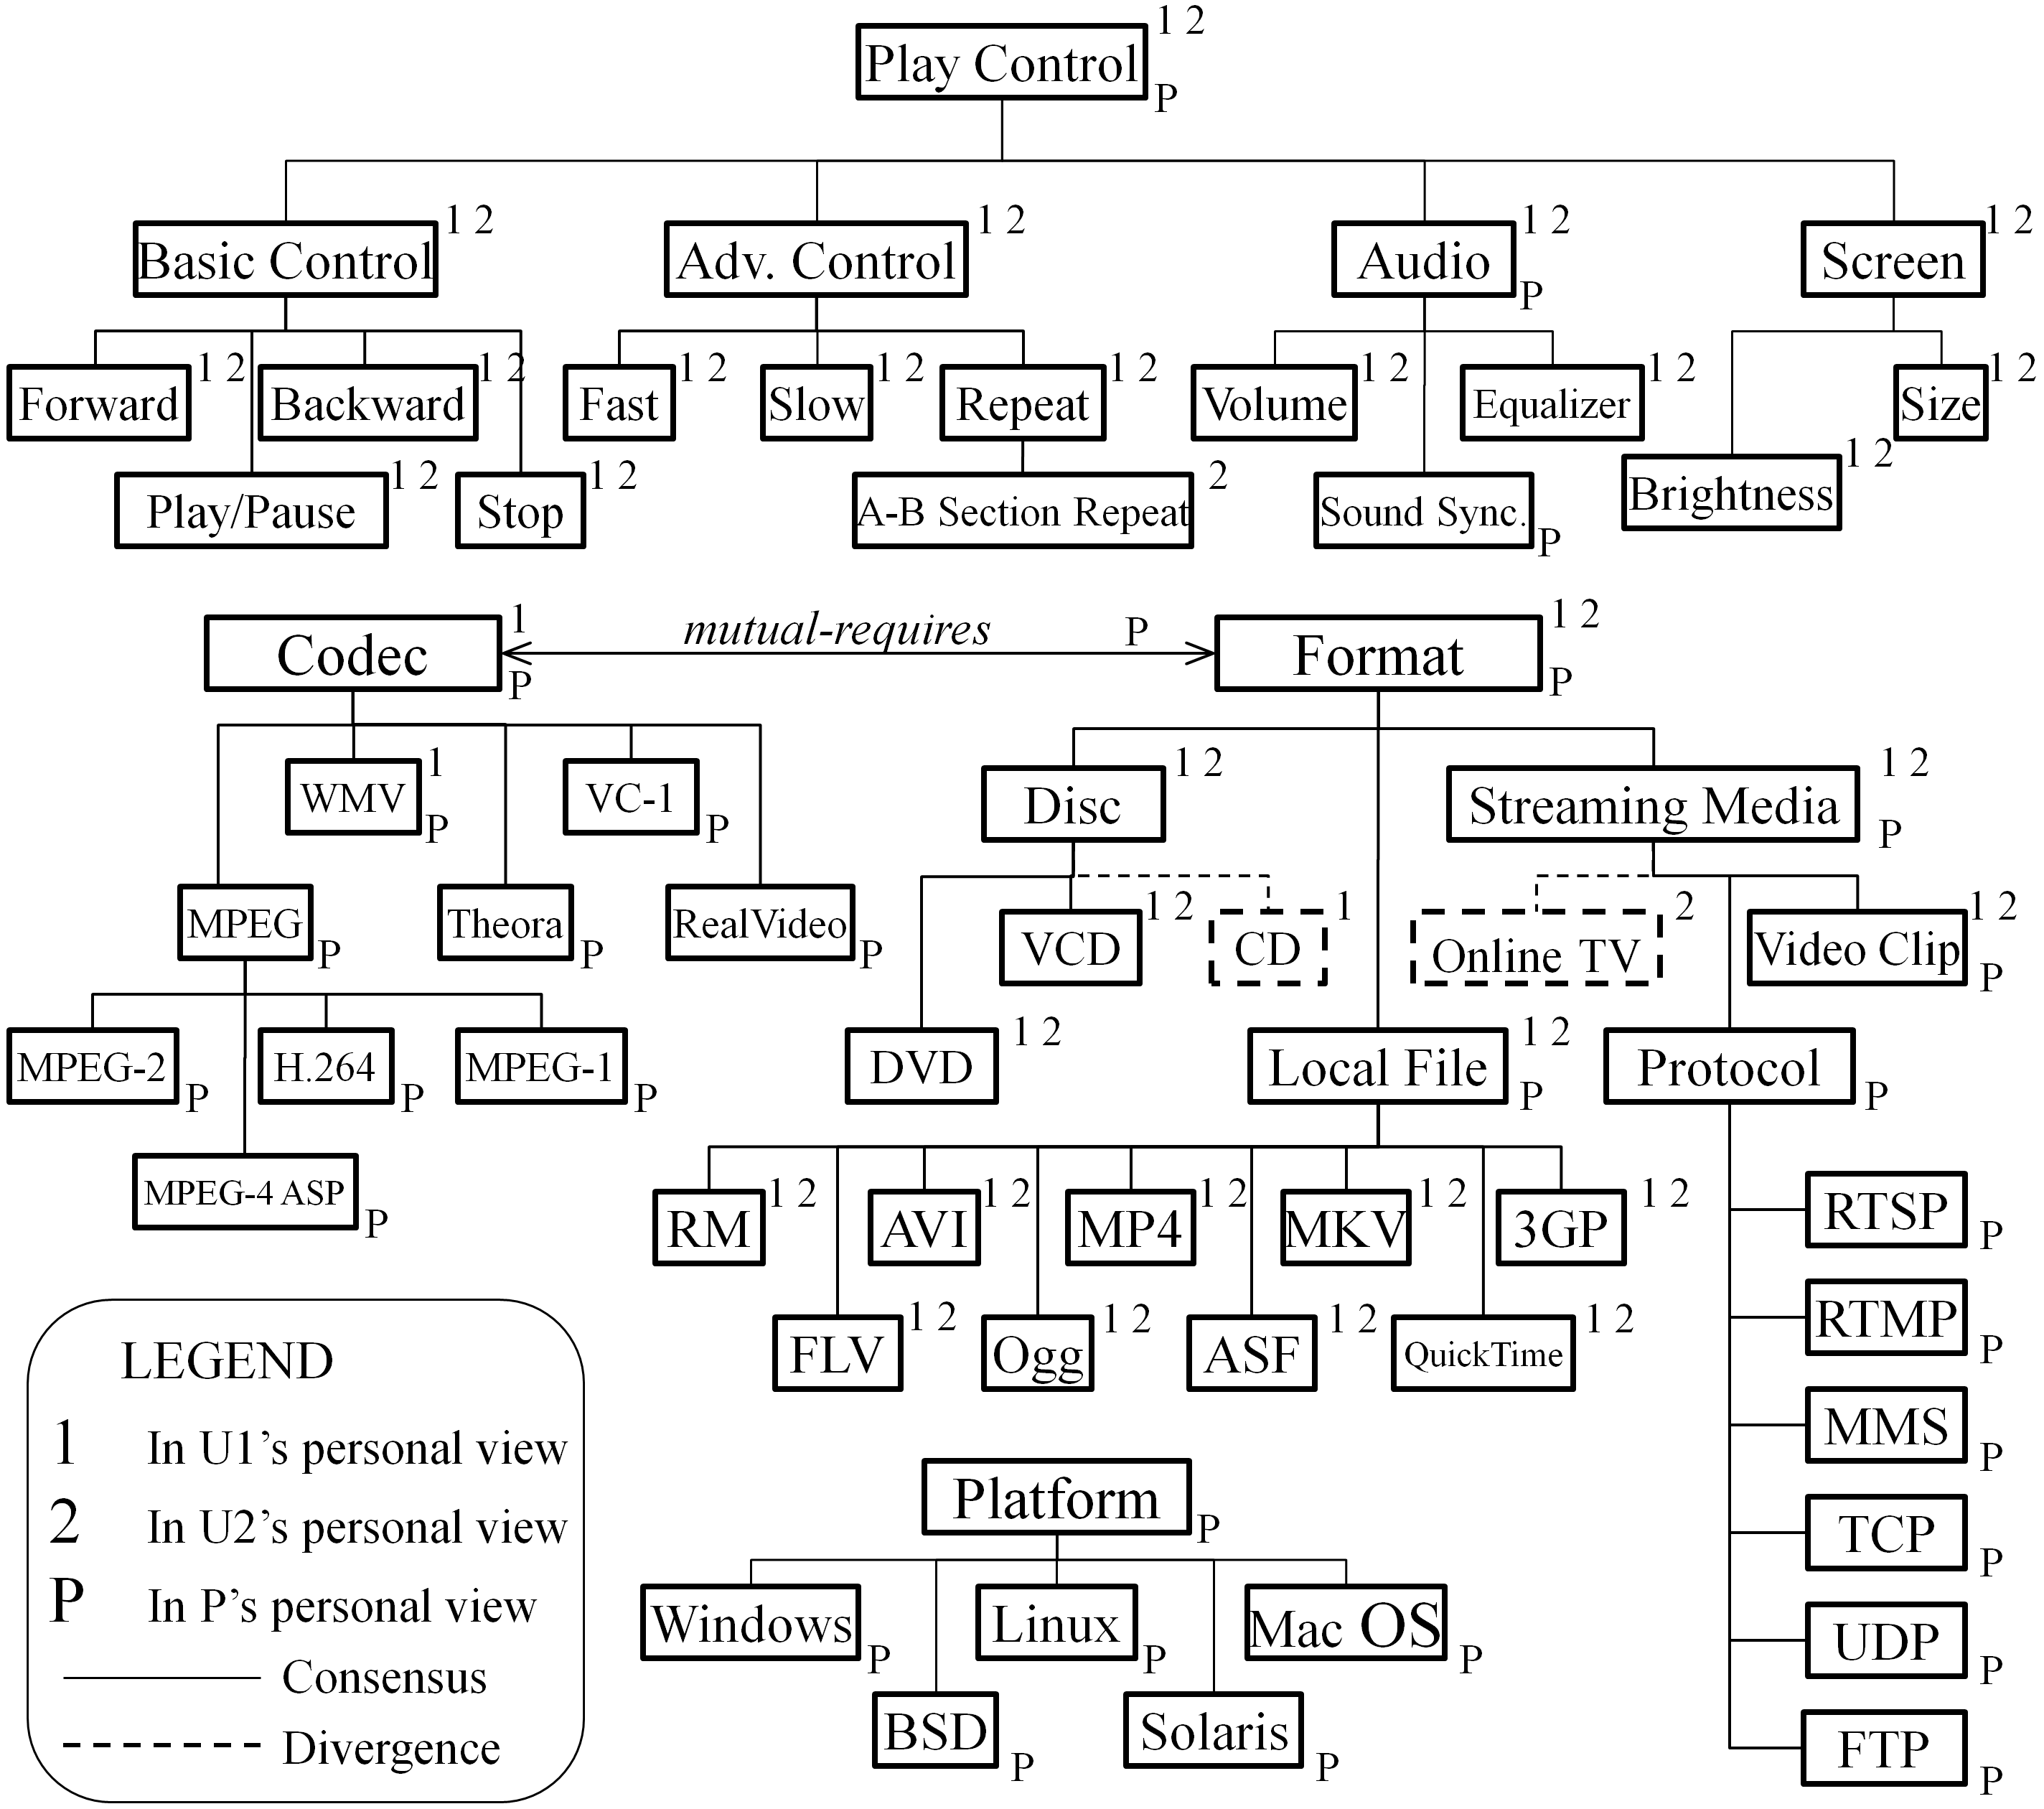 1 2
Play Control
P
1 2
Basic Control
1 2
Adv. Control
1 2
Audio
P
1 2
Screen
1 2
Forward
1 2
Backward
1 2
Fast
1 2
Slow
1 2
Repeat
1 2
Volume
1 2
Equalizer
1 2
Size
1 2
Play/Pause
1 2
Stop
2
A-B Section Repeat
Sound Sync.
P
1 2
Brightness
1
Codec
P
mutual-requires
P
1 2
Format
P
1
WMV
P
VC-1
P
1 2
Disc
1 2
Streaming Media
P
MPEG
P
Theora
P
RealVideo
P
1 2
VCD
1
CD
2
Online TV
1 2
Video Clip
P
MPEG-2
P
H.264
P
MPEG-1
P
1 2
DVD
1 2
Local File
P
Protocol
P
MPEG-4 ASP
P
1 2
RM
1 2
AVI
1 2
MP4
1 2
MKV
1 2
3GP
1 2
FLV
1 2
Ogg
1 2
ASF
1 2
QuickTime
RTSP
P
RTMP
P
MMS
P
TCP
P
UDP
P
FTP
P
Platform
P
Windows
P
Linux
P
Mac OS
P
BSD
P
Solaris
P
LEGEND
1 In U1’s personal view
2 In U2’s personal view
P In P’s personal view
Consensus
Divergence